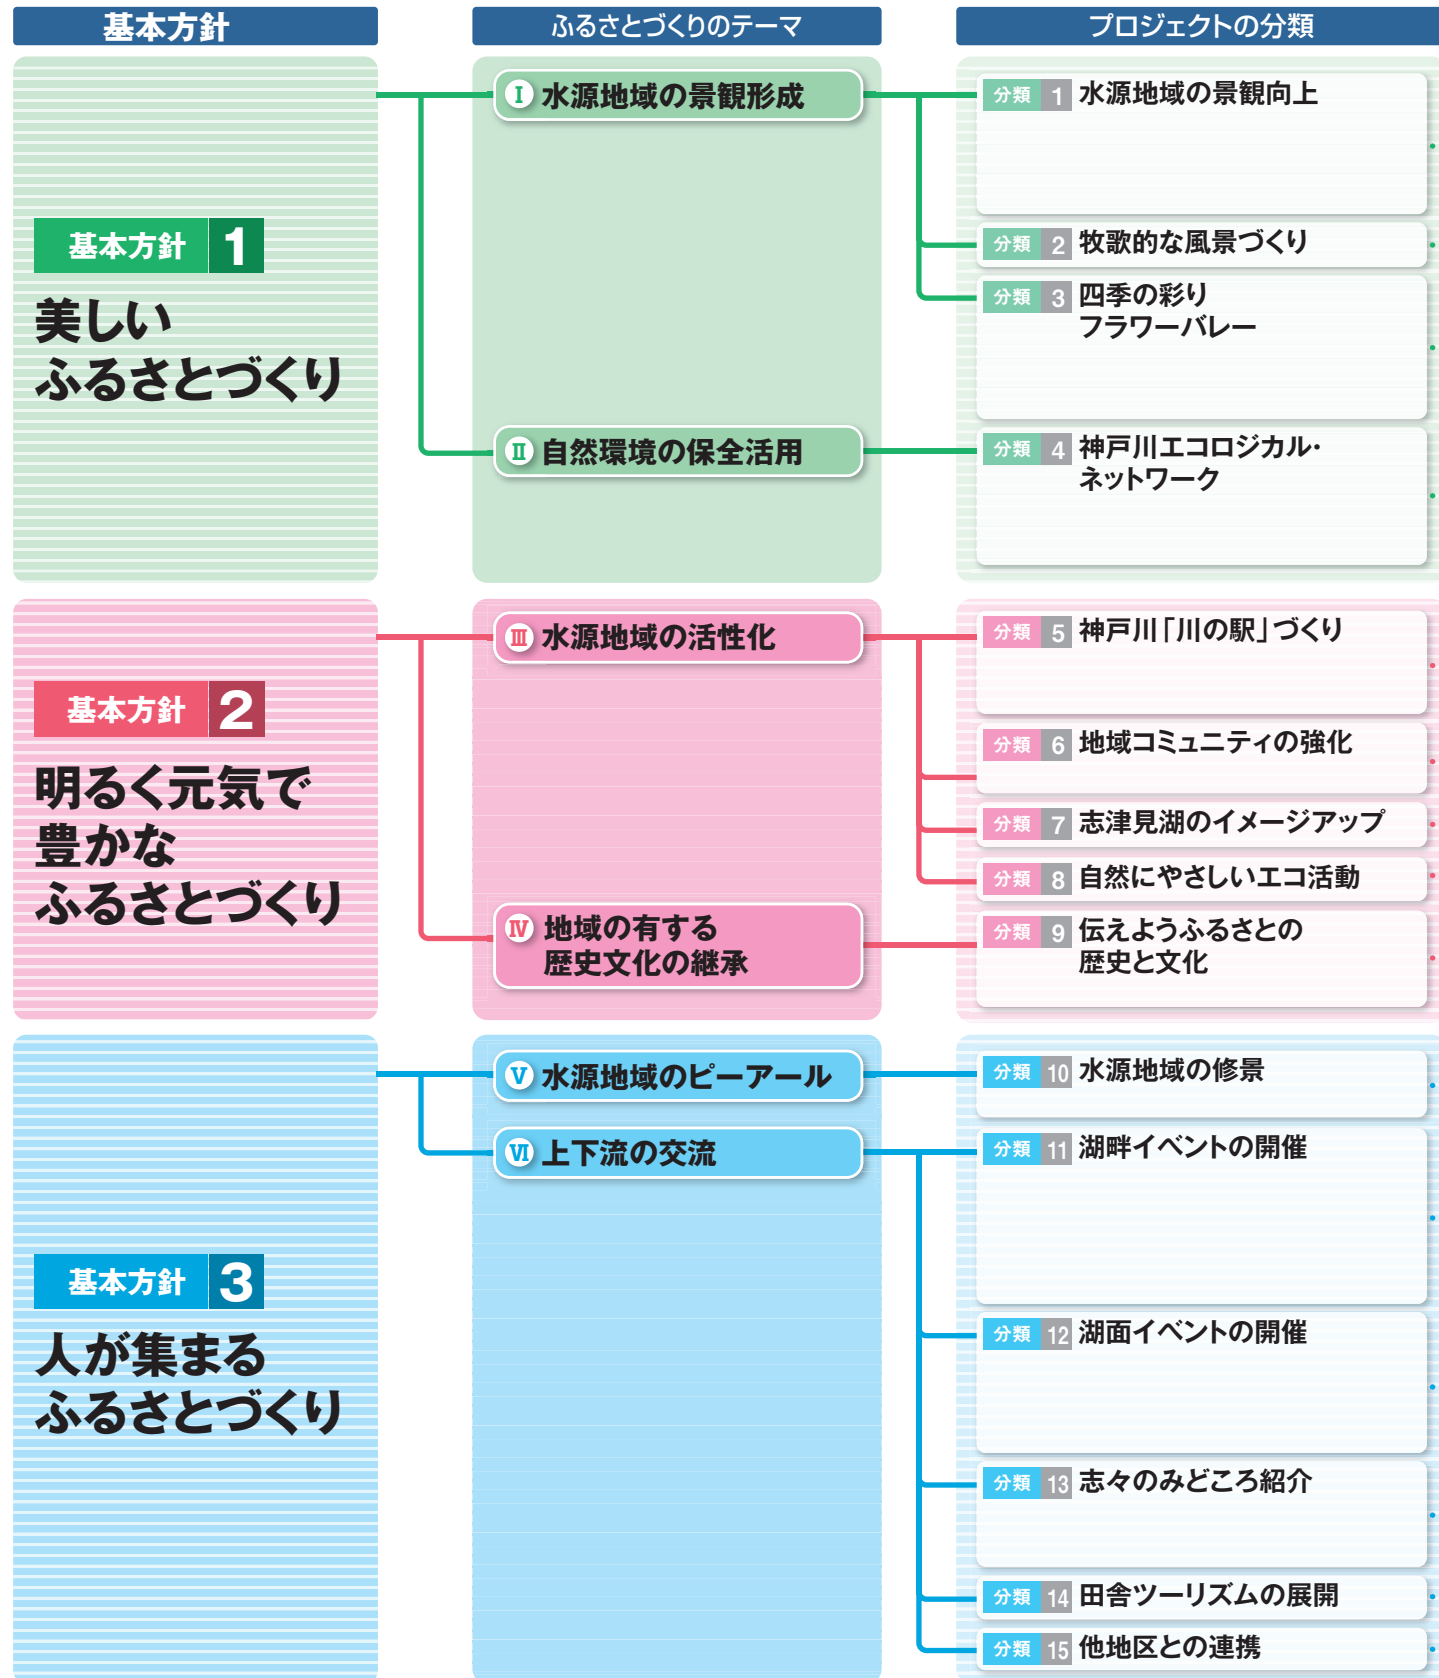 基本方針
ふるさとづくりのテーマ
プロジェクトの分類
基本方針 1
美しい
ふるさとづくり
Ⅰ 水源地域の景観形成
分類 1 水源地域の景観向上
分類 2 牧歌的な風景づくり
分類 3 四季の彩り
フラワーバレー
Ⅱ 自然環境の保全活用
分類 4 神戸川エコロジカル・
ネットワーク
基本方針 2
明るく元気で
豊かな
ふるさとづくり
Ⅲ 水源地域の活性化
分類 5 神戸川「川の駅」づくり
分類 6 地域コミュニティの強化
分類 7 志津見湖のイメージアップ
分類 8 自然にやさしいエコ活動
Ⅳ 地域の有する
歴史文化の継承
分類 9 伝えようふるさとの
歴史と文化
基本方針 3
人が集まる
ふるさとづくり
Ⅴ 水源地域のピーアール
分類 10 水源地域の修景
Ⅵ 上下流の交流
分類 11 湖畔イベントの開催
分類 12 湖面イベントの開催
分類 13 志々のみどころ紹介
分類 14 田舎ツーリズムの展開
分類 15 他地区との連携